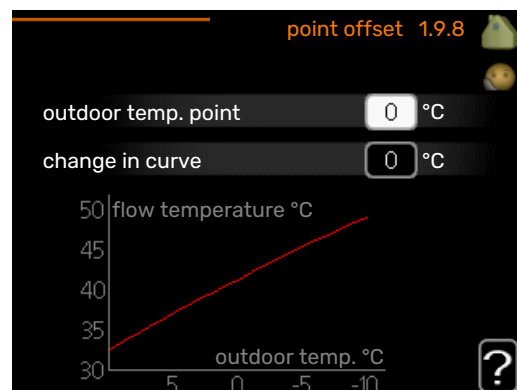 point offset 1.9.8
outdoor temp. point 0 °C
change in curve 0 °C
50 flow temperature °C
45
40
35
30
outdoor temp. °C
5 0 -5 -10
?